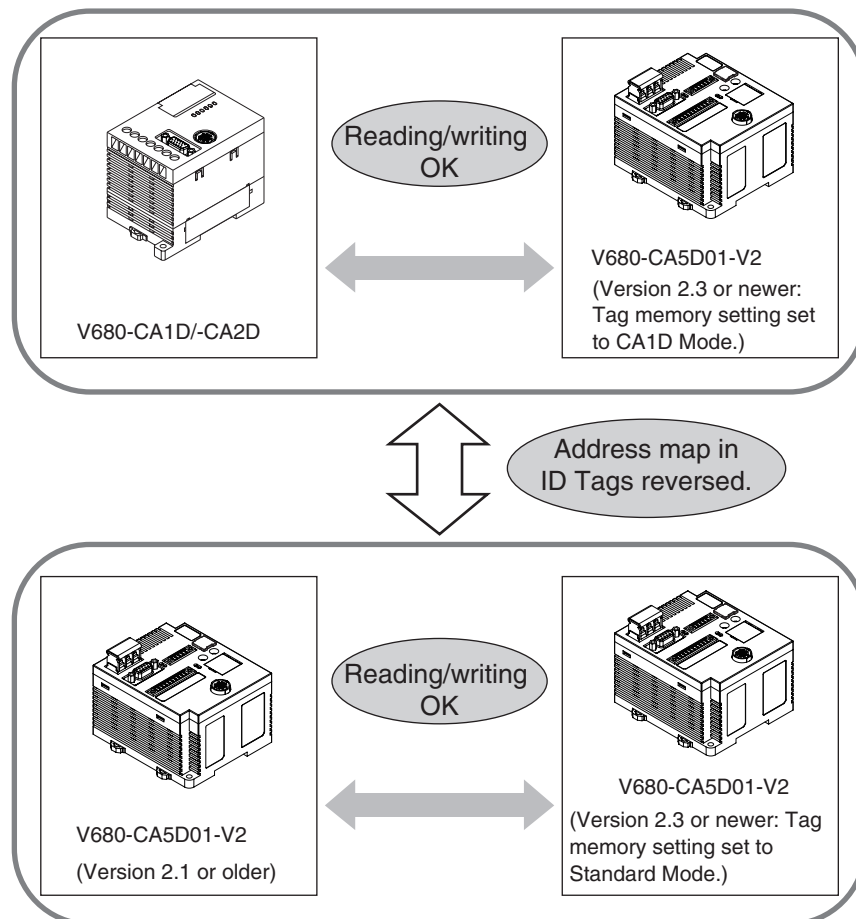 Reading/writing
OK
V680-CA1D/-CA2D
V680-CA5D01-V2
(Version 2.3 or newer:
Tag memory setting set
to CA1D Mode.)
Address map in
ID Tags reversed.
Reading/writing
OK
V680-CA5D01-V2
(Version 2.1 or older)
V680-CA5D01-V2
(Version 2.3 or newer: Tag
memory setting set to
Standard Mode.)